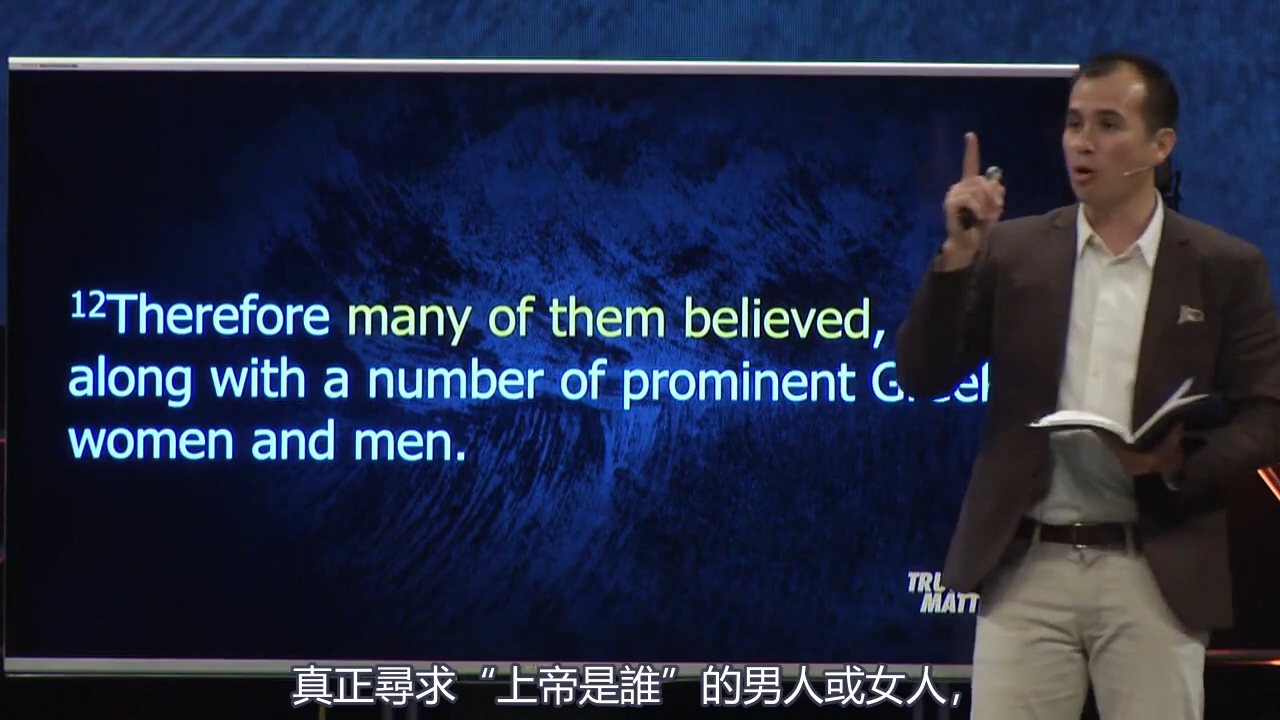 ¹²Therefore many of them believed,
along with a number of prominent
women and men.
真正尋求“上帝是誰”的男人或女人,